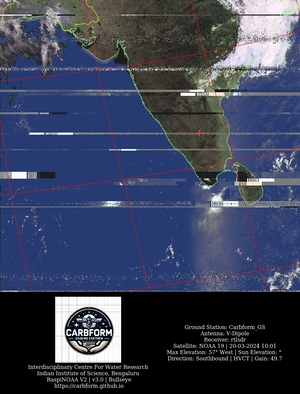 CARBFORM
GROUND STATION
Interdisciplinary Centre For Water Research
Indian Institute of Science, Bengaluru
RaspiNOAA V2 | v3.0 | Bullseye
https://carbform.github.io
Ground Station: Carbform_GS
Antenna: V-Dipole
Receiver: rtlsdr
Satellite: NOAA 19 | 20-03-2024 10:01
Max Elevation: 57° West | Sun Elevation: °
Direction: Southbound | HVCT | Gain: 49.7